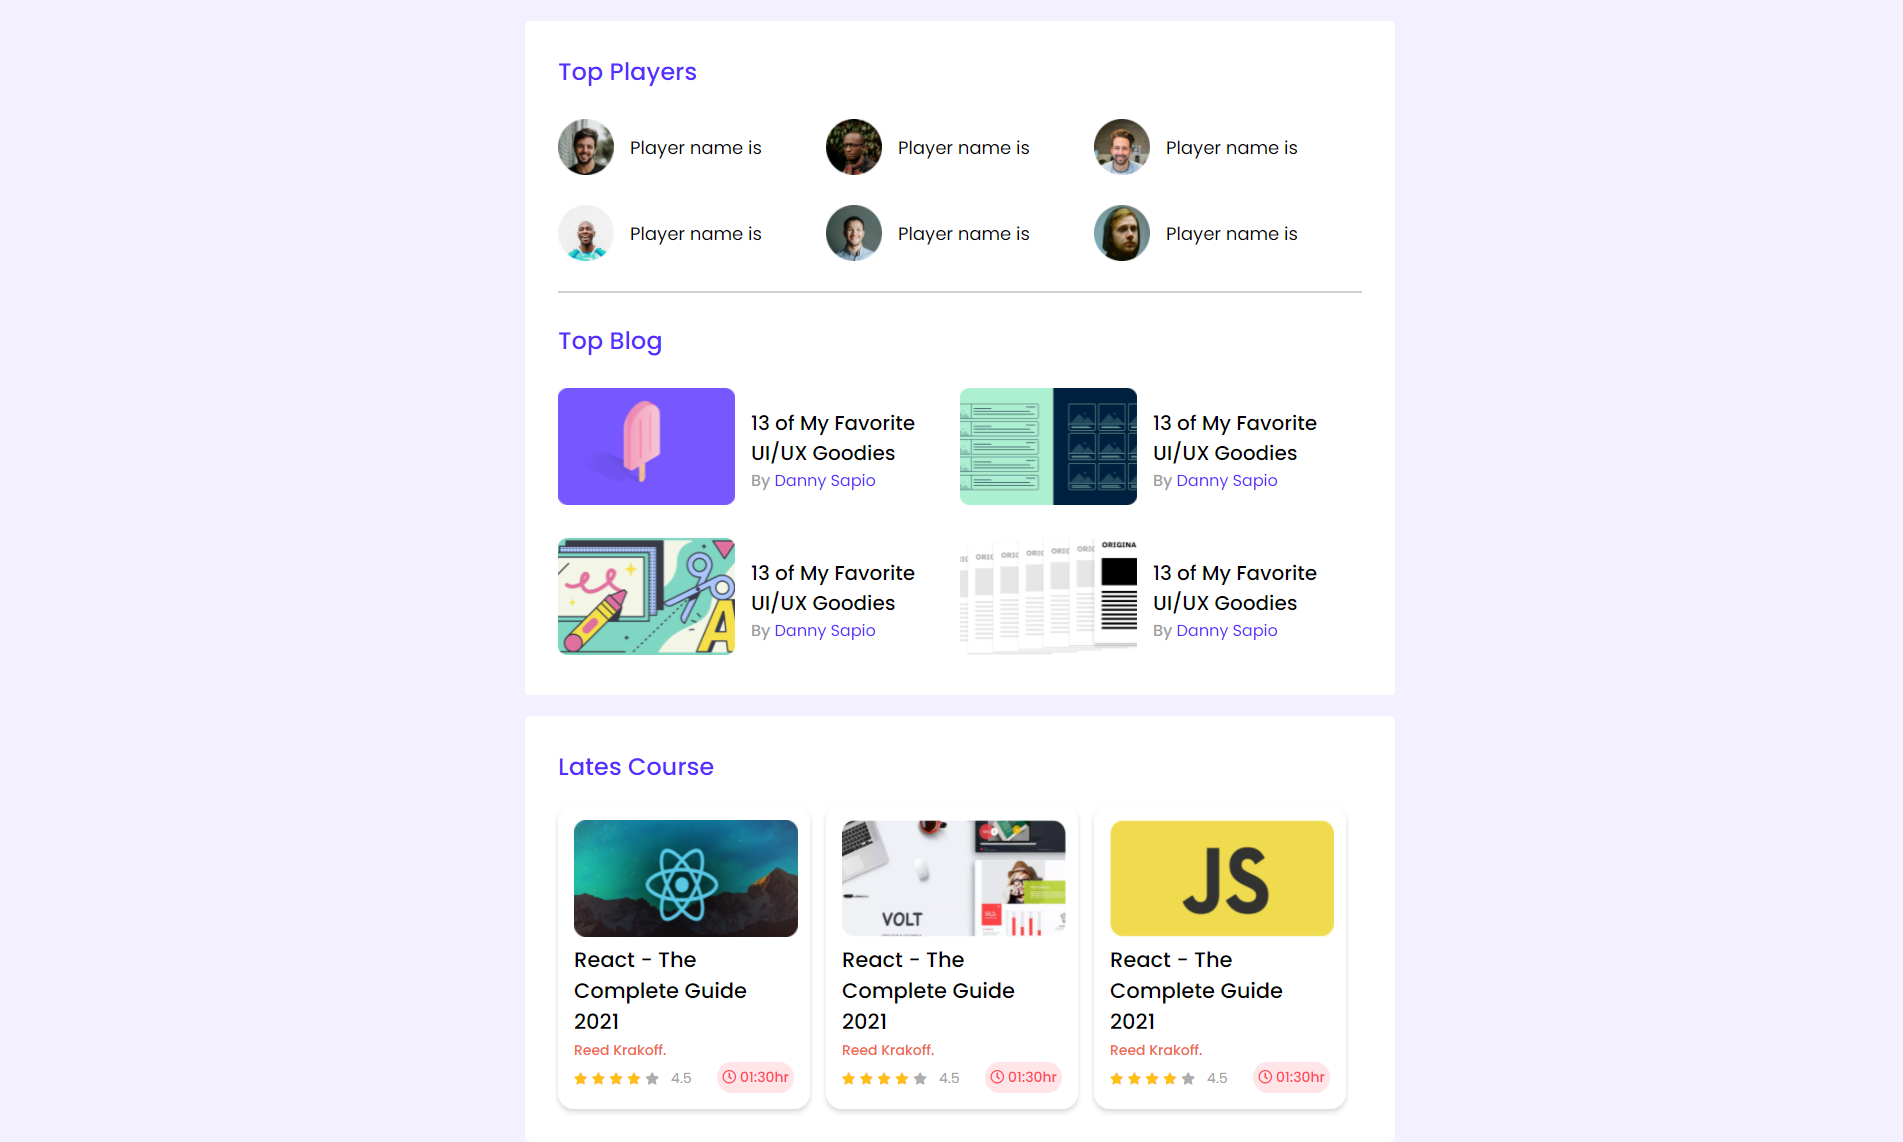 Top Players
Player name is
Player name is
Player name is
Player name is
Player name is
Player name is
Top Blog
13 of My Favorite
UI/UX Goodies
By Danny Sapio
13 of My Favorite
UI/UX Goodies
By Danny Sapio
A
13 of My Favorite
UI/UX Goodies
By Danny Sapio
ORIGINA
13 of My Favorite
UI/UX Goodies
By Danny Sapio
Lates Course
React - The
Complete Guide
2021
Reed Krakoff.
4.5
01:30hr
VOLT
React - The
Complete Guide
2021
Reed Krakoff.
4.5
01:30hr
JS
React - The
Complete Guide
2021
Reed Krakoff.
4.5
01:30hr